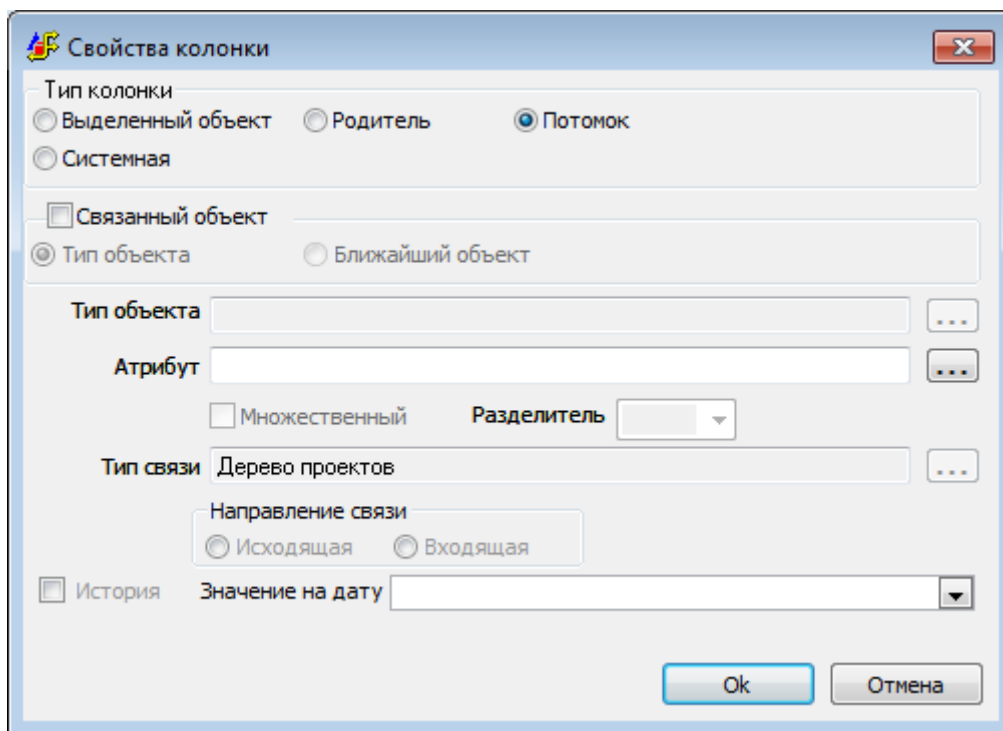 Свойства колонки
Тип колонки
Выделенный объект Родитель Потомок
Системная
Связанный объект
Тип объекта Ближайший объект
Тип объекта ...
Атрибут ...
Множественный Разделитель
Тип связи Дерево проектов ...
Направление связи
Исходящая Входящая
История Значение на дату
Ok Отмена